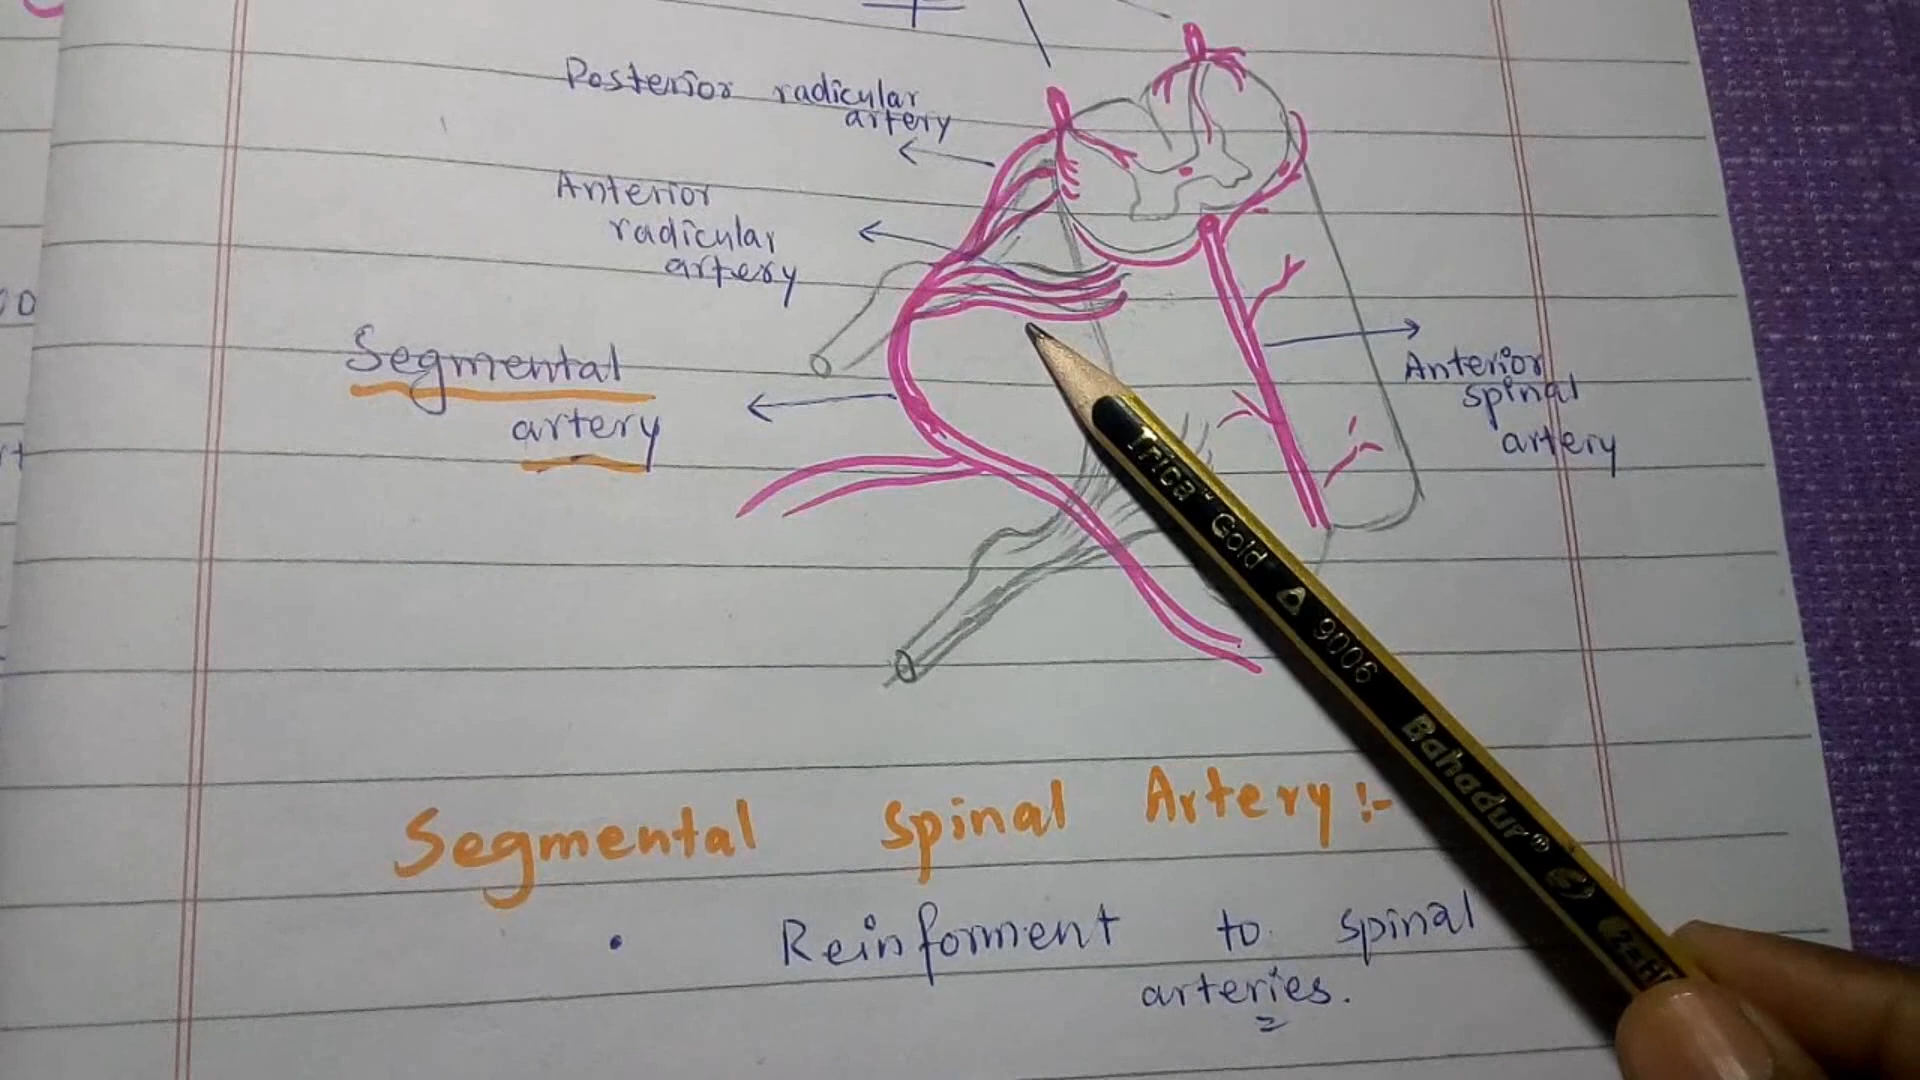 Posterior radicular
artery
Anterior
radicular
artery
Segmental
artery
Anterior
spinal
artery
Trica Gold 9006 Bahadur®
Segmental spinal Artery :-
• Reinforment to spinal
arteries.